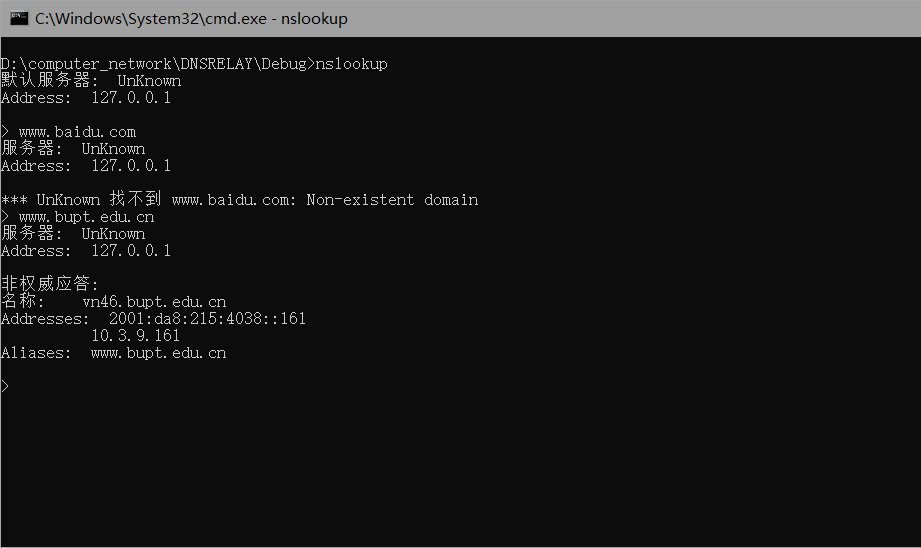 C:\Windows\System32\cmd.exe - nslookup
D:\computer_network\DNSRELAY\Debug>nslookup
默认服务器:  UnKnown
Address:  127.0.0.1
> www.baidu.com
服务器:  UnKnown
Address:  127.0.0.1
*** UnKnown 找不到 www.baidu.com: Non-existent domain
> www.bupt.edu.cn
服务器:  UnKnown
Address:  127.0.0.1
非权威应答:
名称:    vn46.bupt.edu.cn
Addresses:  2001:da8:215:4038::161
10.3.9.161
Aliases:  www.bupt.edu.cn
>